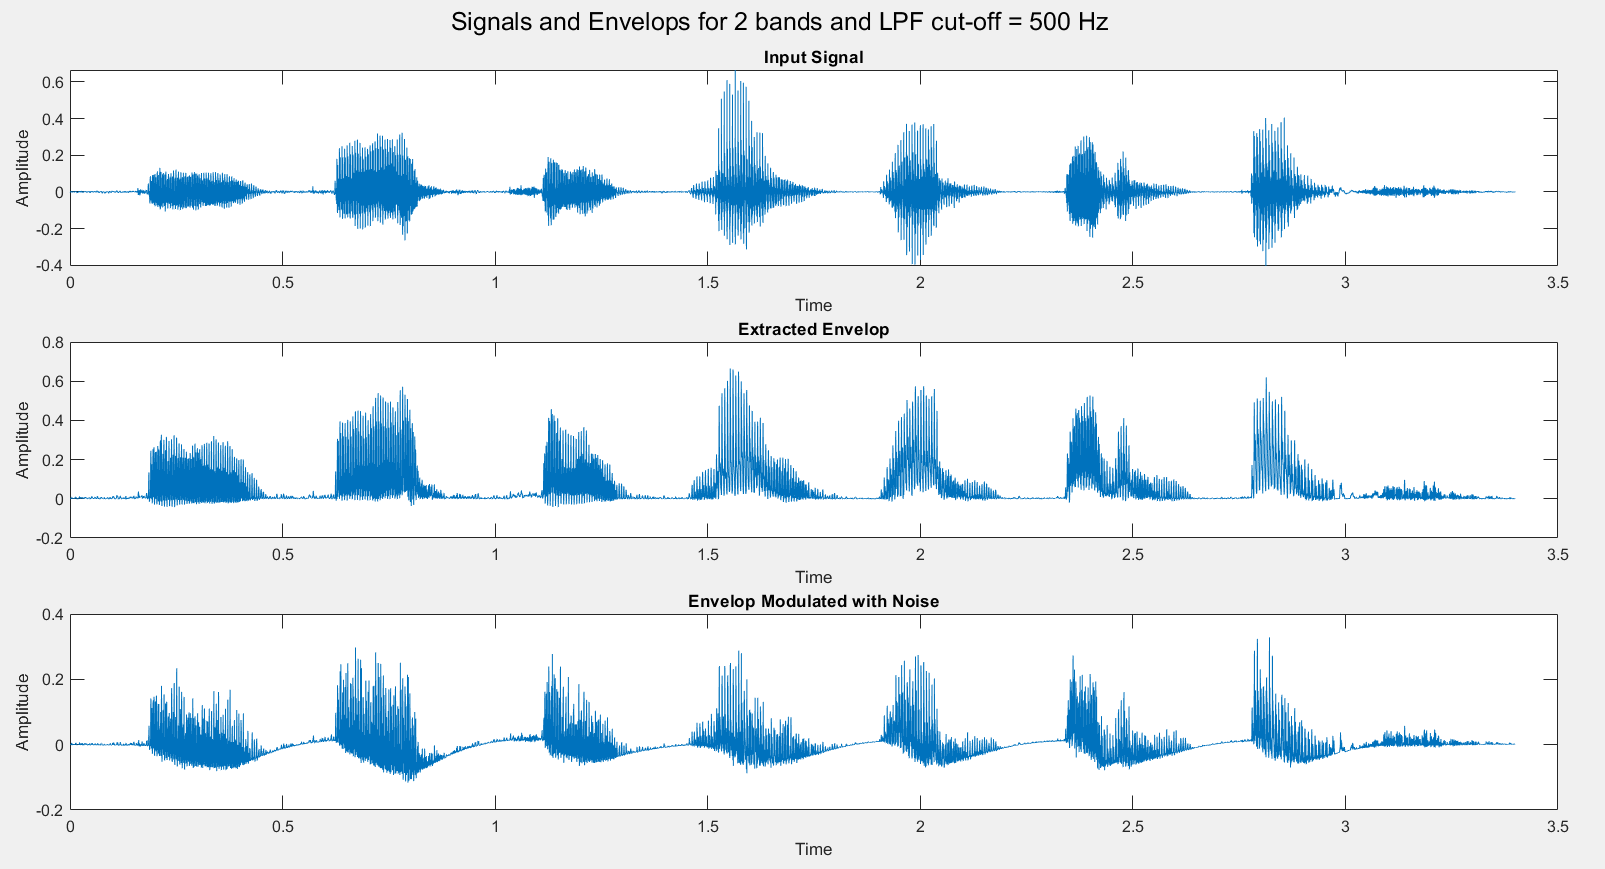 Signals and Envelops for 2 bands and LPF cut-off = 500 Hz
Input Signal
0.6
0.4
0.2
0
-0.2
-0.4
Amplitude
0 0.5 1 1.5 2 2.5 3 3.5
Time
Extracted Envelop
0.8
0.6
0.4
0.2
0
-0.2
Amplitude
0 0.5 1 1.5 2 2.5 3 3.5
Time
Envelop Modulated with Noise
0.4
0.2
0
-0.2
Amplitude
0 0.5 1 1.5 2 2.5 3 3.5
Time